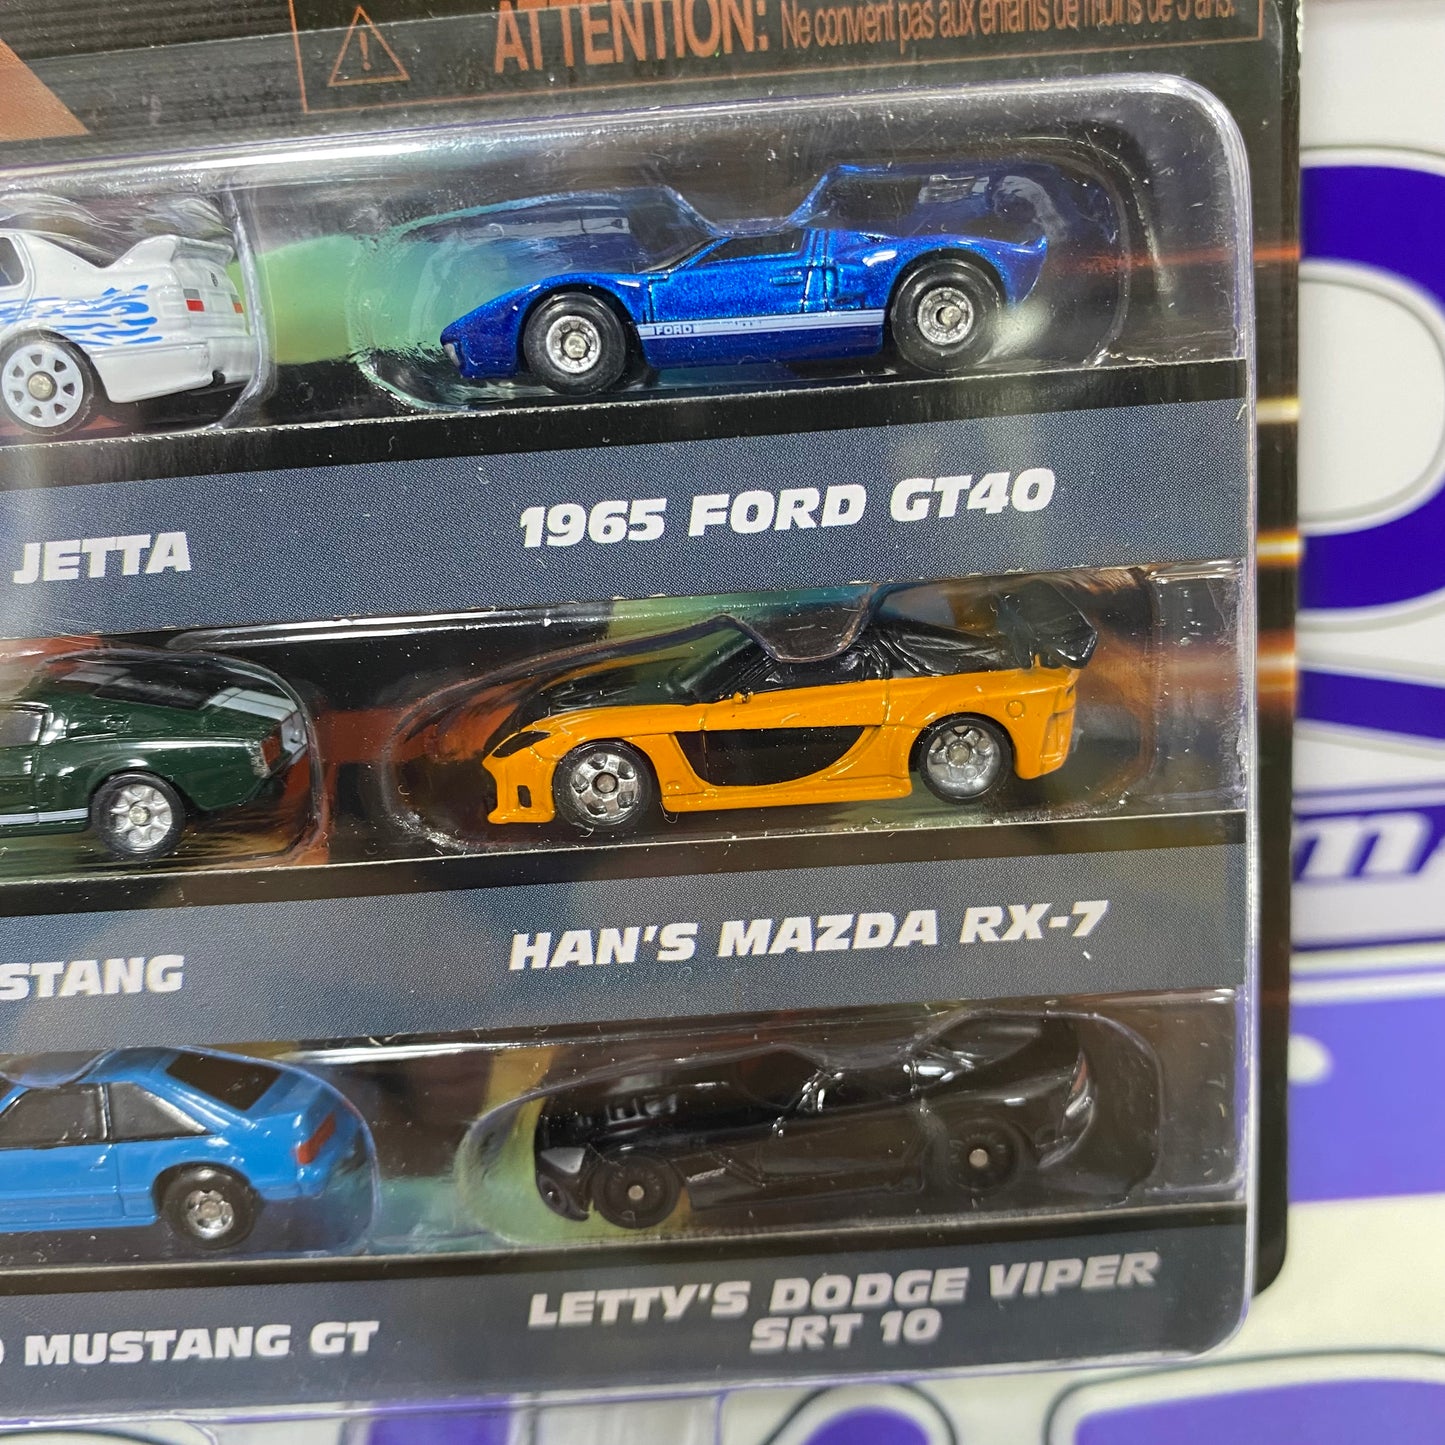 ATTENTION: Ne convient pas aux enfants de moins de 3 ans.
FORD
JETTA
1965 FORD GT40
STANG
HAN'S MAZDA RX-7
MUSTANG GT
LETTY'S DODGE VIPER
SRT 10